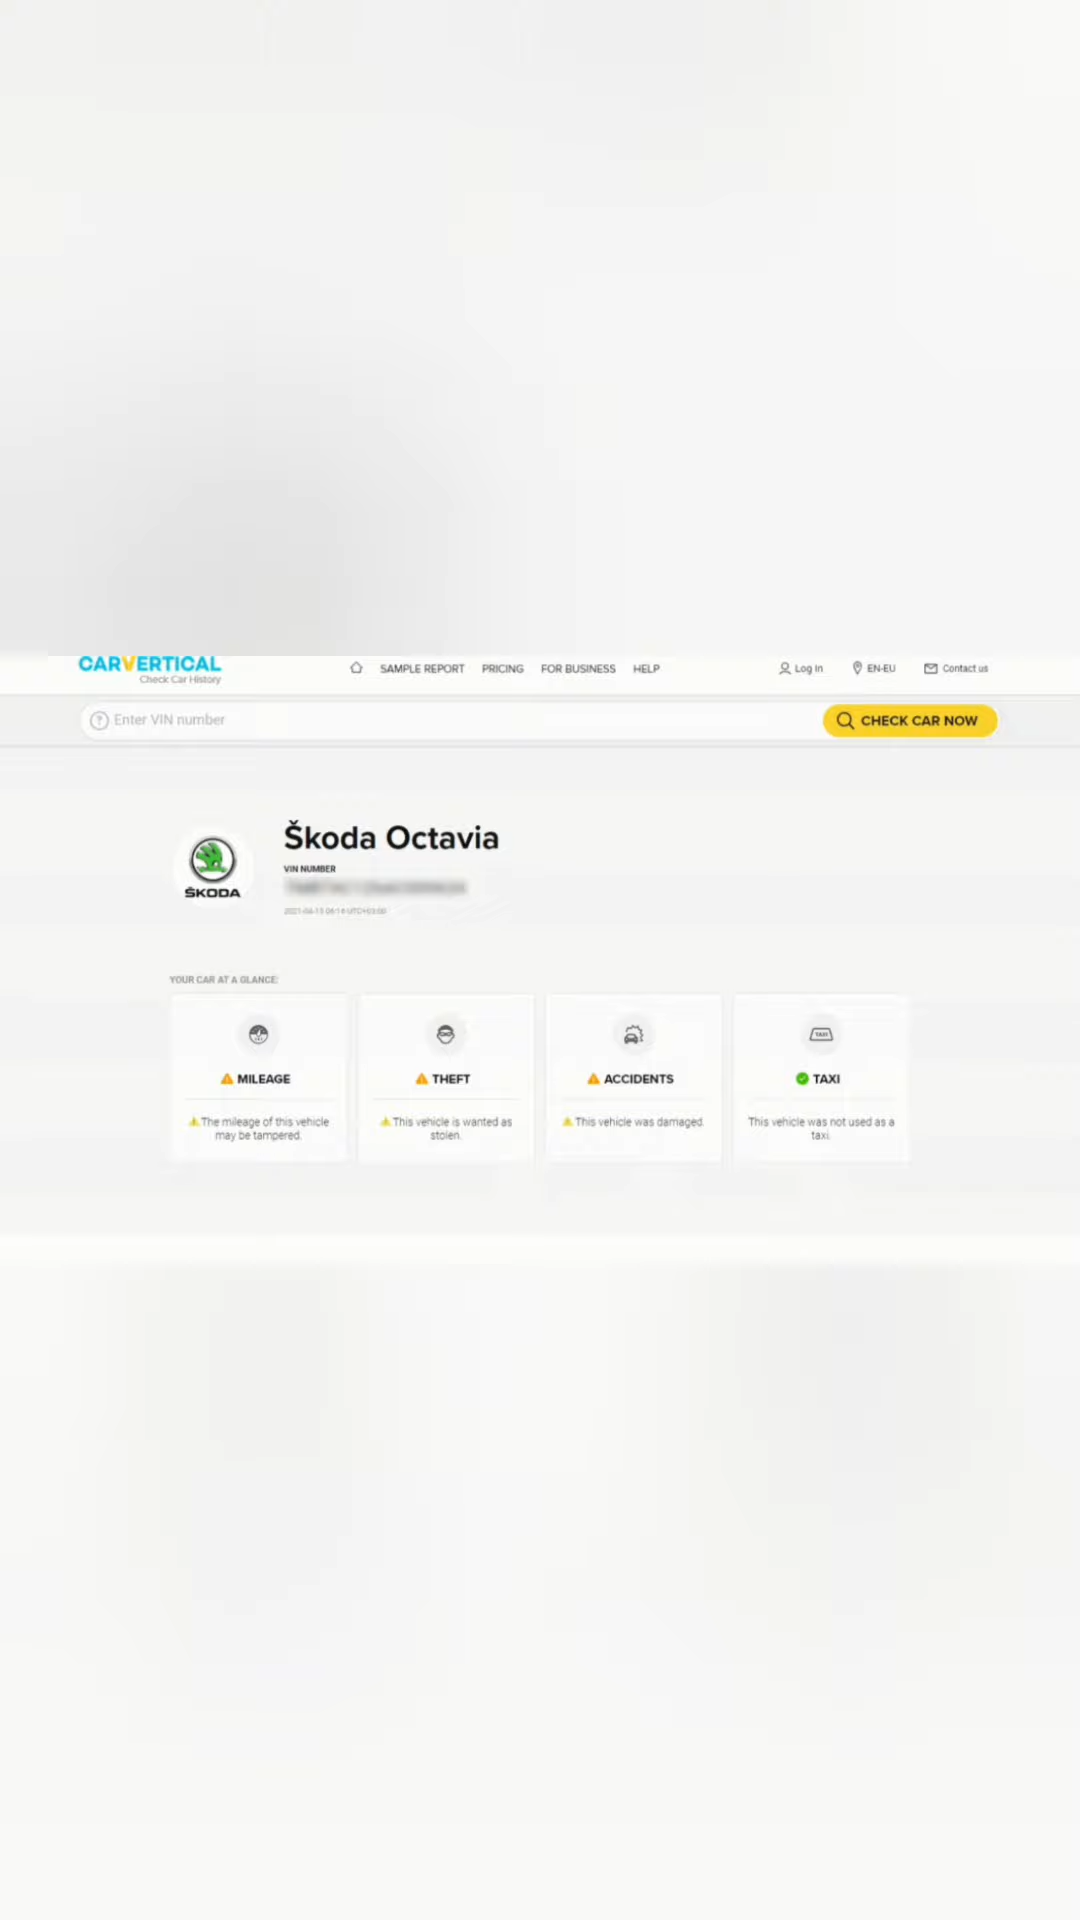 CARVERTICAL
Check Car History
SAMPLE REPORT
PRICING
FOR BUSINESS
HELP
Log In
EN-EU
Contact us
? Enter VIN number
CHECK CAR NOW
Škoda Octavia
ŠKODA
VIN NUMBER
YOUR CAR AT A GLANCE:
MILEAGE
The mileage of this vehicle
may be tampered.
THEFT
This vehicle is wanted as
stolen.
ACCIDENTS
This vehicle was damaged.
TAXI
TAXI
This vehicle was not used as a
taxi.